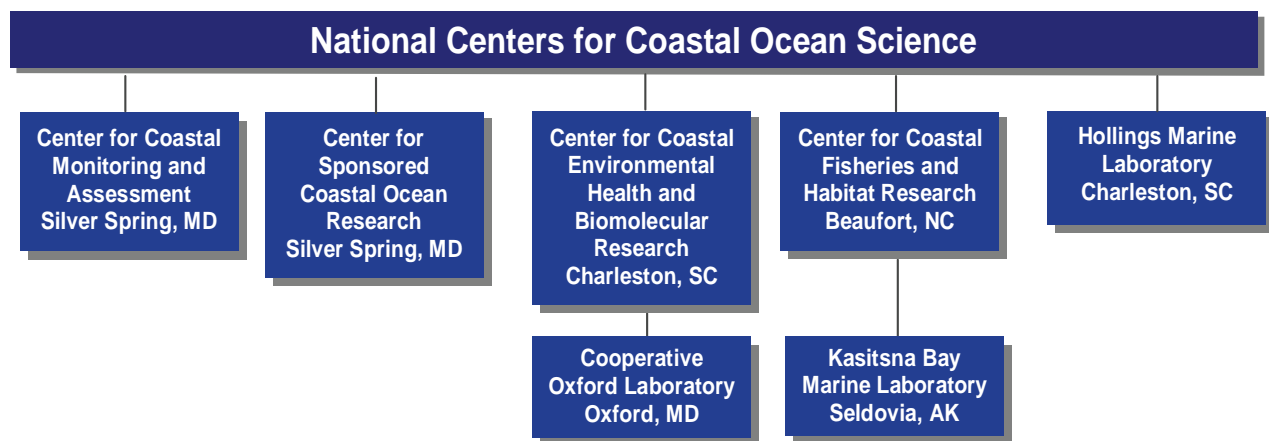 National Centers for Coastal Ocean Science
Center for Coastal
Monitoring and
Assessment
Silver Spring, MD
Center for
Sponsored
Coastal Ocean
Research
Silver Spring, MD
Center for Coastal
Environmental
Health and
Biomolecular
Research
Charleston, SC
Center for Coastal
Fisheries and
Habitat Research
Beaufort, NC
Hollings Marine
Laboratory
Charleston, SC
Cooperative
Oxford Laboratory
Oxford, MD
Kasitsna Bay
Marine Laboratory
Seldovia, AK